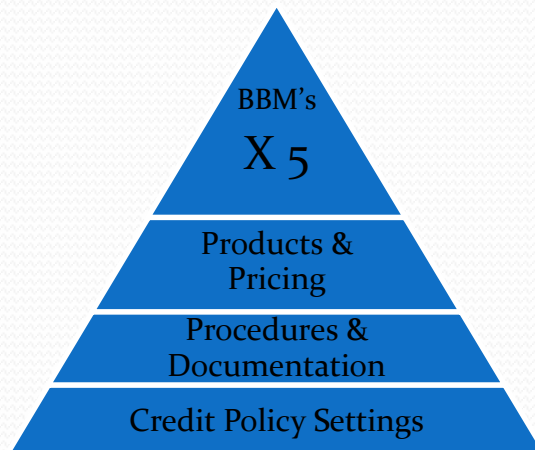 BBM's
X 5
Products &
Pricing
Procedures &
Documentation
Credit Policy Settings